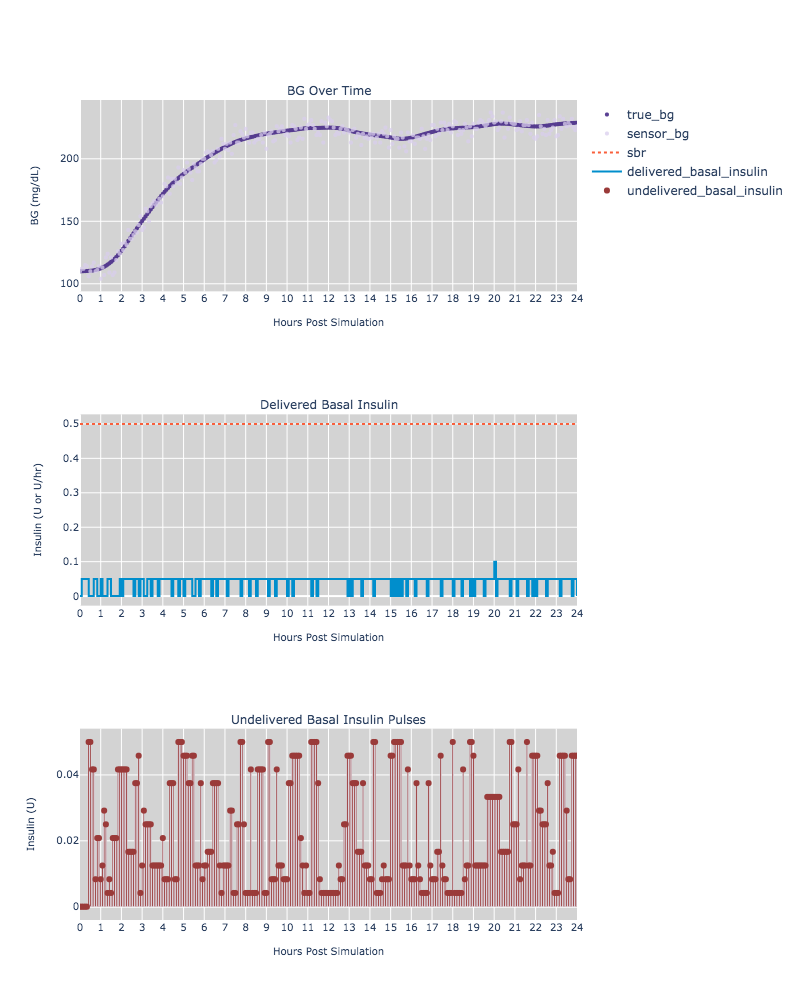 BG Over Time
BG (mg/dL)
200
150
100
0 1 2 3 4 5 6 7 8 9 10 11 12 13 14 15 16 17 18 19 20 21 22 23 24
Hours Post Simulation
true_bg
sensor_bg
sbr
delivered_basal_insulin
undelivered_basal_insulin
Delivered Basal Insulin
Insulin (U or U/hr)
0.5
0.4
0.3
0.2
0.1
0
0 1 2 3 4 5 6 7 8 9 10 11 12 13 14 15 16 17 18 19 20 21 22 23 24
Hours Post Simulation
Undelivered Basal Insulin Pulses
Insulin (U)
0.04
0.02
0
0 1 2 3 4 5 6 7 8 9 10 11 12 13 14 15 16 17 18 19 20 21 22 23 24
Hours Post Simulation